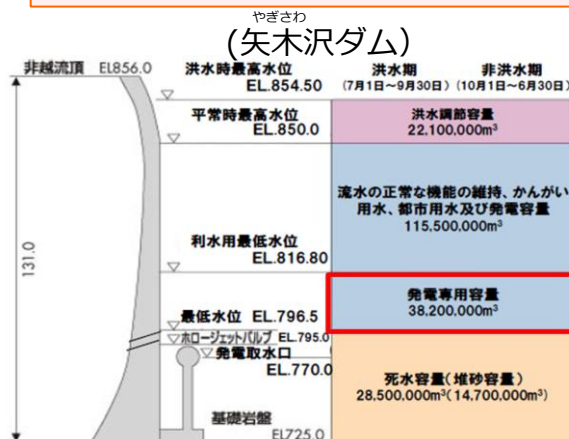 やぎさわ
(矢木沢ダム)
非越流頂 EL856.0
洪水時最高水位
EL.854.50
洪水期 非洪水期
(7月1日~9月30日) (10月1日~6月30日)
平常時最高水位
EL.850.0
洪水調節容量
22.100.000m³
流水の正常な機能の維持、かんがい
用水、都市用水及び発電容量
115.500.000m³
利水用最低水位
EL.816.80
131.0
発電専用容量
38.200.000m³
最低水位 EL.796.5
ホロージェットバルブ EL.795.0
発電取水口
EL.770.0
死水容量(堆砂容量)
28.500.000m³(14.700.000m³)
基礎岩盤
EL725.0